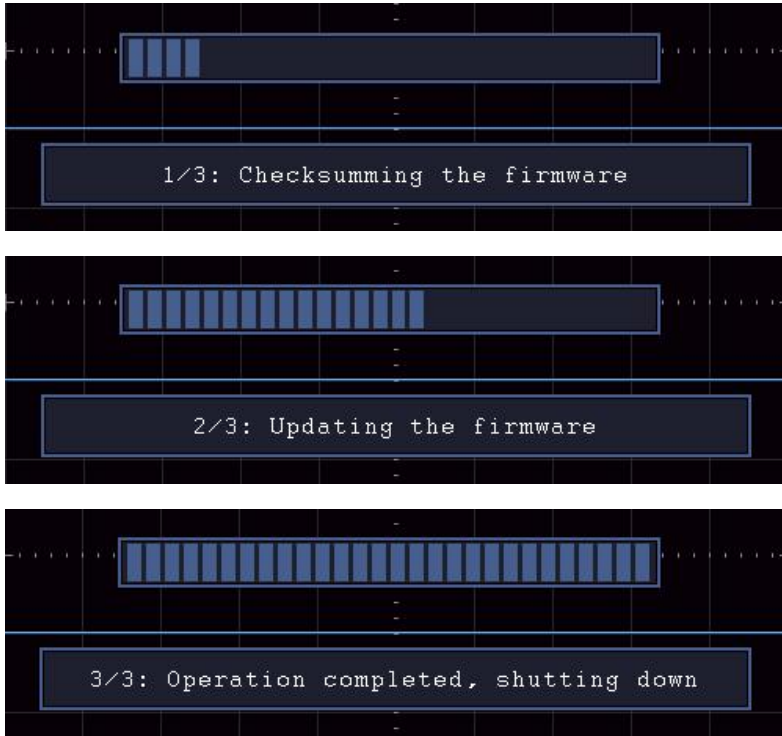 1/3: Checksumming the firmware
2/3: Updating the firmware
3/3: Operation completed, shutting down